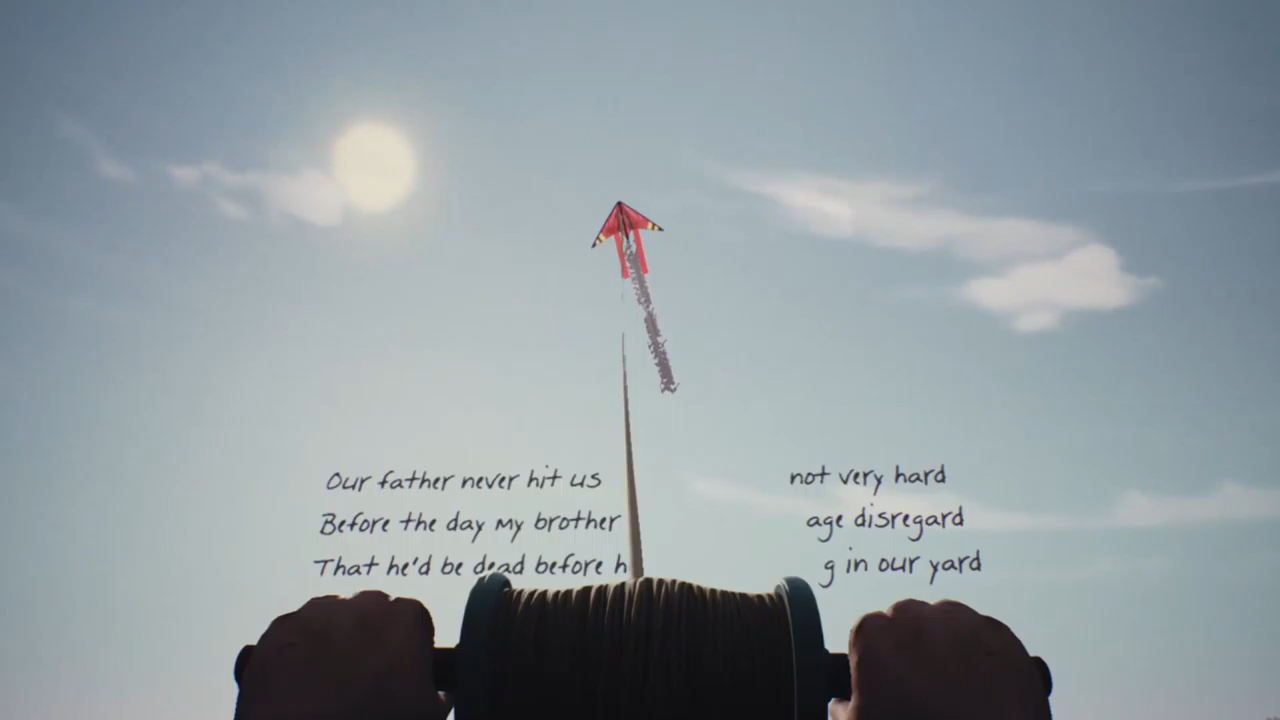 Our father never hit us not very hard
Before the day my brother age disregard
That he'd be dead before h g in our yard